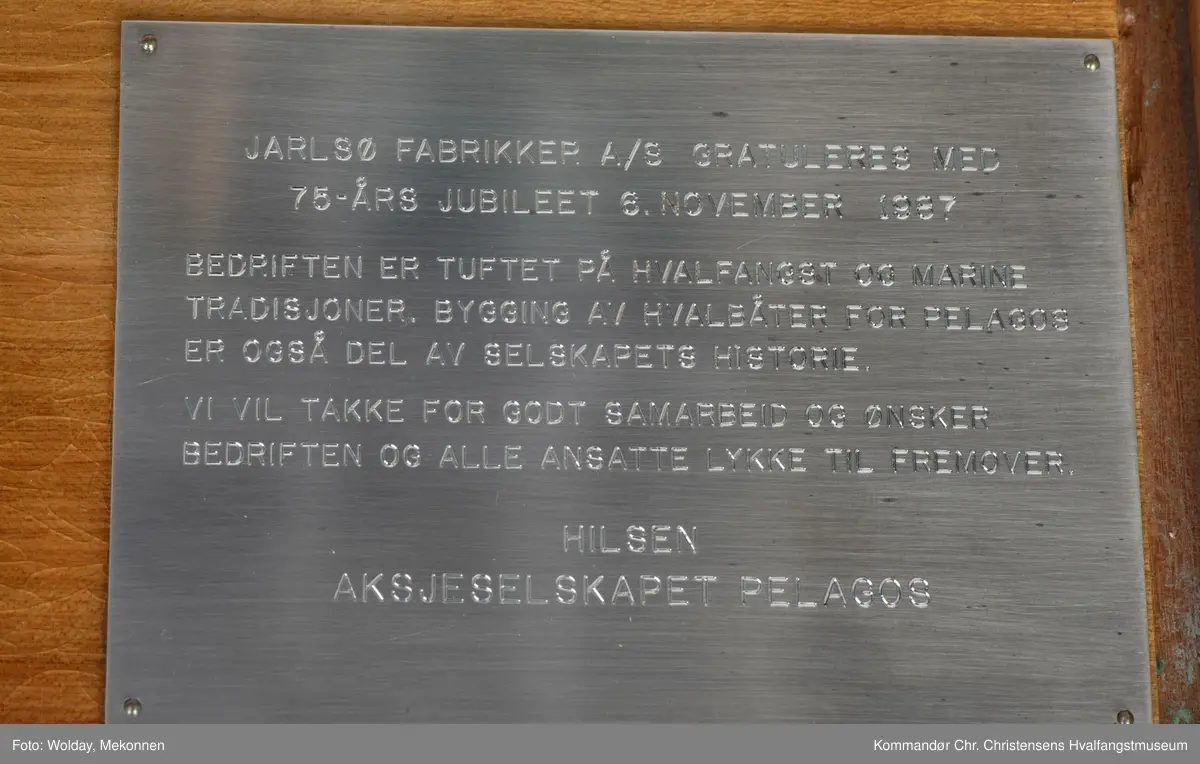 JARLSØ FABRIKKER A/S GRATULERES MED
75-ÅRS JUBILEET 6. NOVEMBER 1987
BEDRIFTEN ER TUFTET PÅ HVALFANGST OG MARINE
TRADISJONER. BYGGING AV HVALBÅTER FOR PELAGOS
ER OGSÅ DEL AV SELSKAPETS HISTORIE.
VI VIL TAKKE FOR GODT SAMARBEID OG ØNSKER
BEDRIFTEN OG ALLE ANSATTE LYKKE TIL FREMOVER.
HILSEN
AKSJESELSKAPET PELAGOS
Foto: Wolday, Mekonnen
Kommandør Chr. Christensens Hvalfangstmuseum